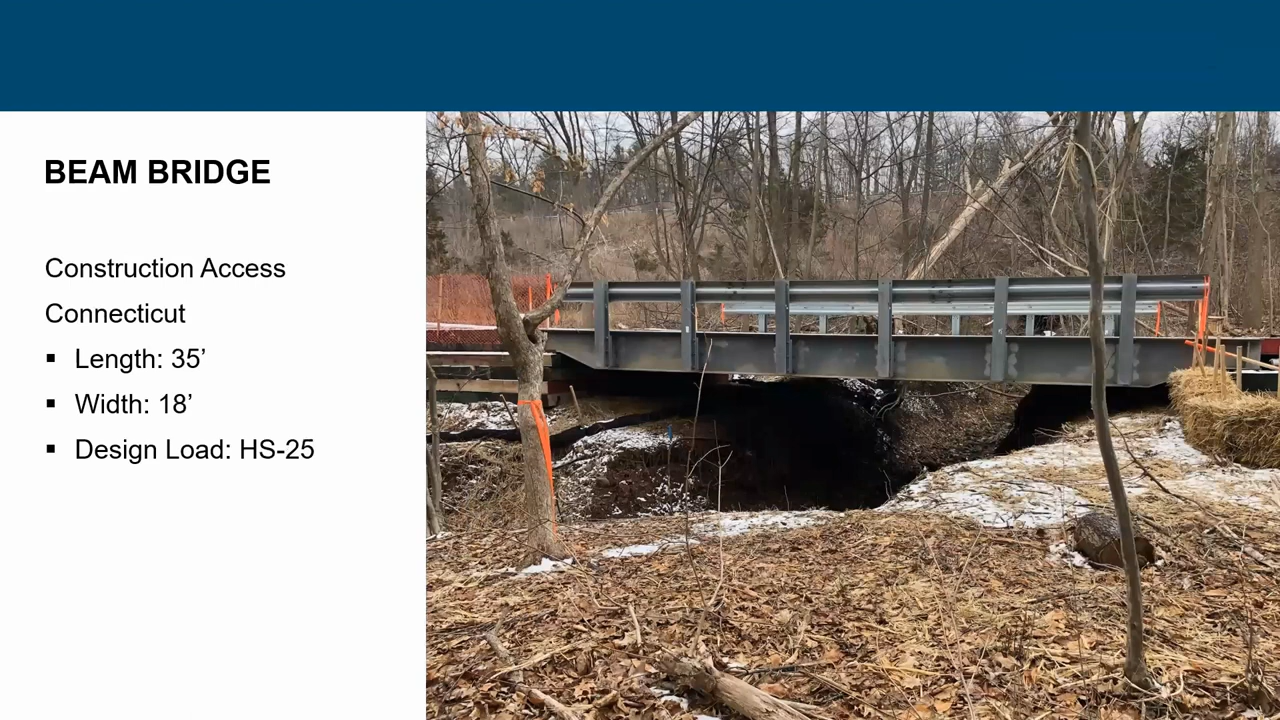 BEAM BRIDGE
Construction Access
Connecticut
▪ Length: 35’
▪ Width: 18’
▪ Design Load: HS-25